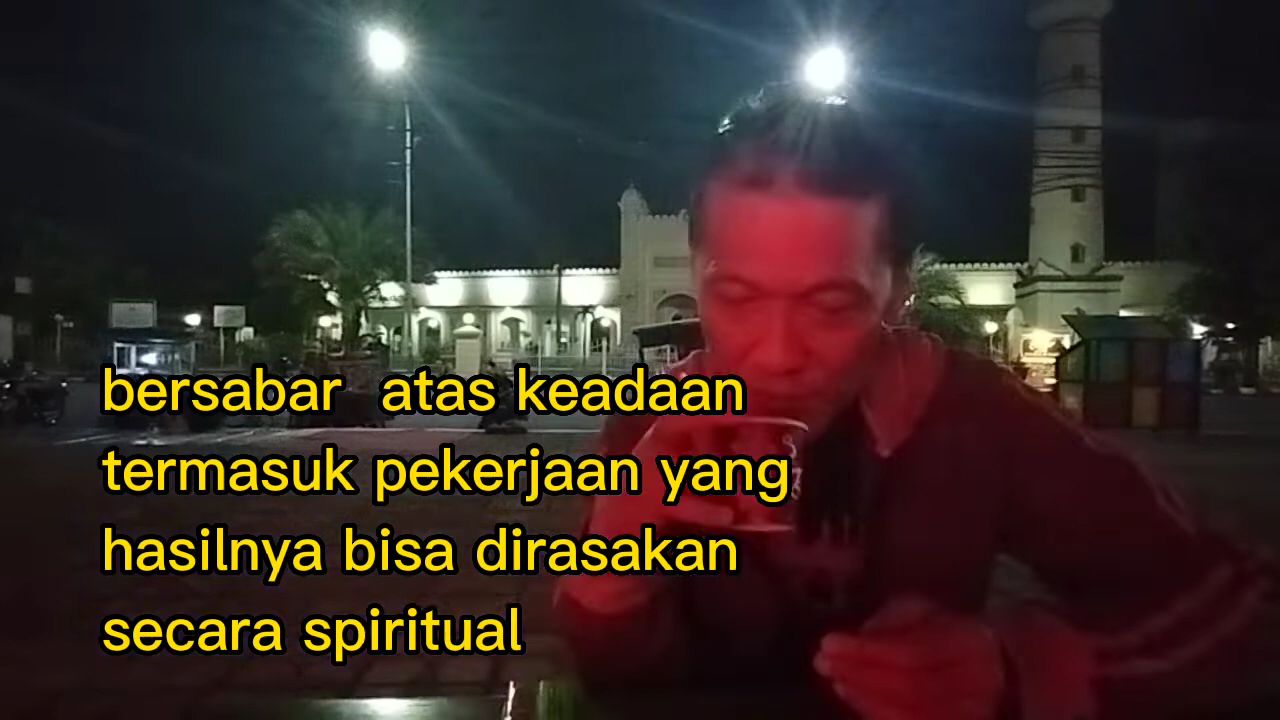 bersabar  atas keadaan
termasuk pekerjaan yang
hasilnya bisa dirasakan
secara spiritual